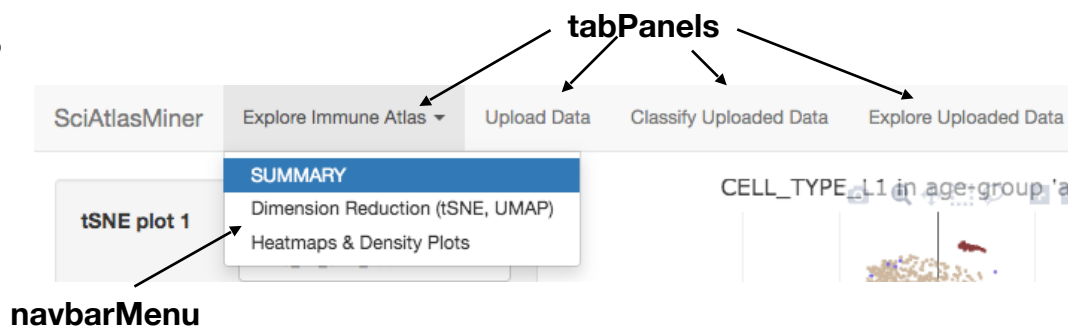 tabPanels
SciAtlasMiner Explore Immune Atlas Upload Data Classify Uploaded Data Explore Uploaded Data
SUMMARY
Dimension Reduction (tSNE, UMAP)
Heatmaps & Density Plots
tSNE plot 1
CELL_TYPE_L1 in age-group 'a
navbarMenu